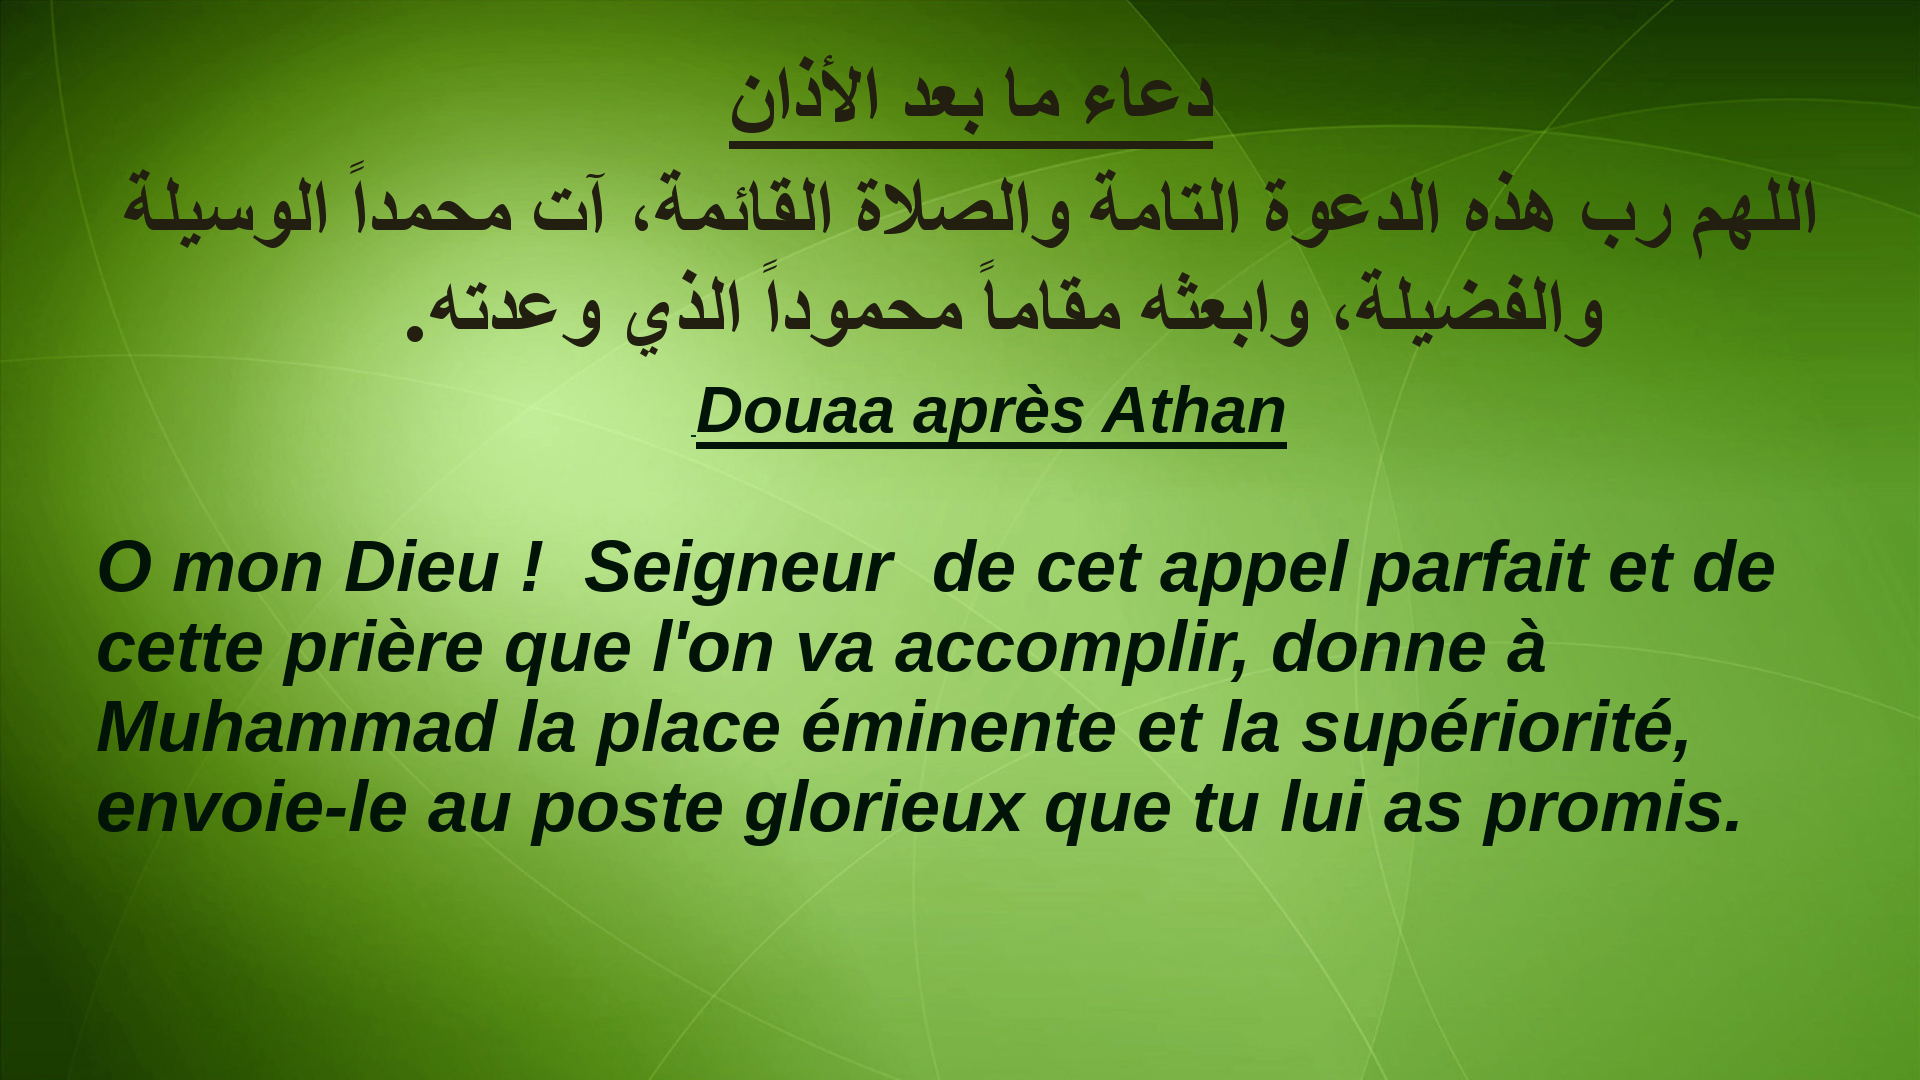 دعاء ما بعد الأذان
اللهم رب هذه الدعوة التامة والصلاة القائمة، آت محمداً الوسيلة
والفضيلة، وابعثه مقاماً محموداً الذي وعدته.
Douaa après Athan
O mon Dieu !  Seigneur  de cet appel parfait et de
cette prière que l'on va accomplir, donne à
Muhammad la place éminente et la supériorité,
envoie-le au poste glorieux que tu lui as promis.